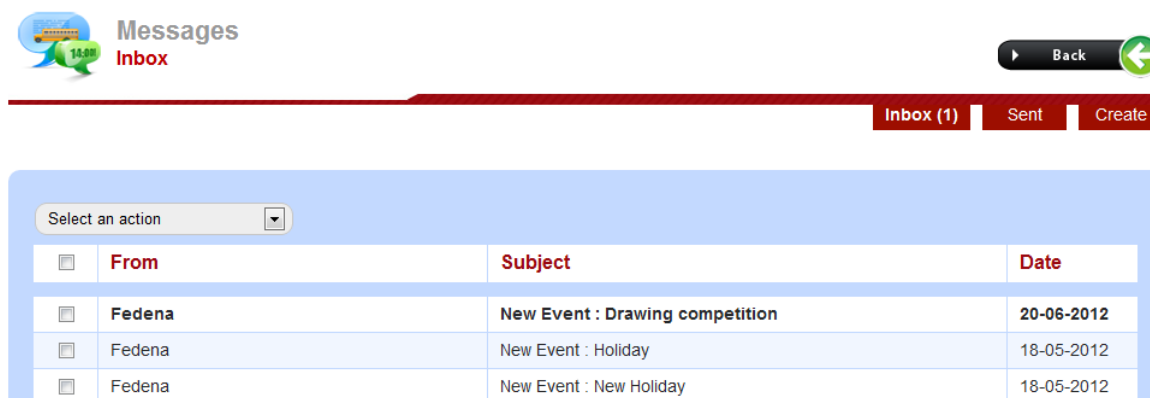 Messages
Inbox
14:00
Back
Inbox (1) Sent Create
Select an action
From Subject Date
Fedena New Event : Drawing competition 20-06-2012
Fedena New Event : Holiday 18-05-2012
Fedena New Event : New Holiday 18-05-2012